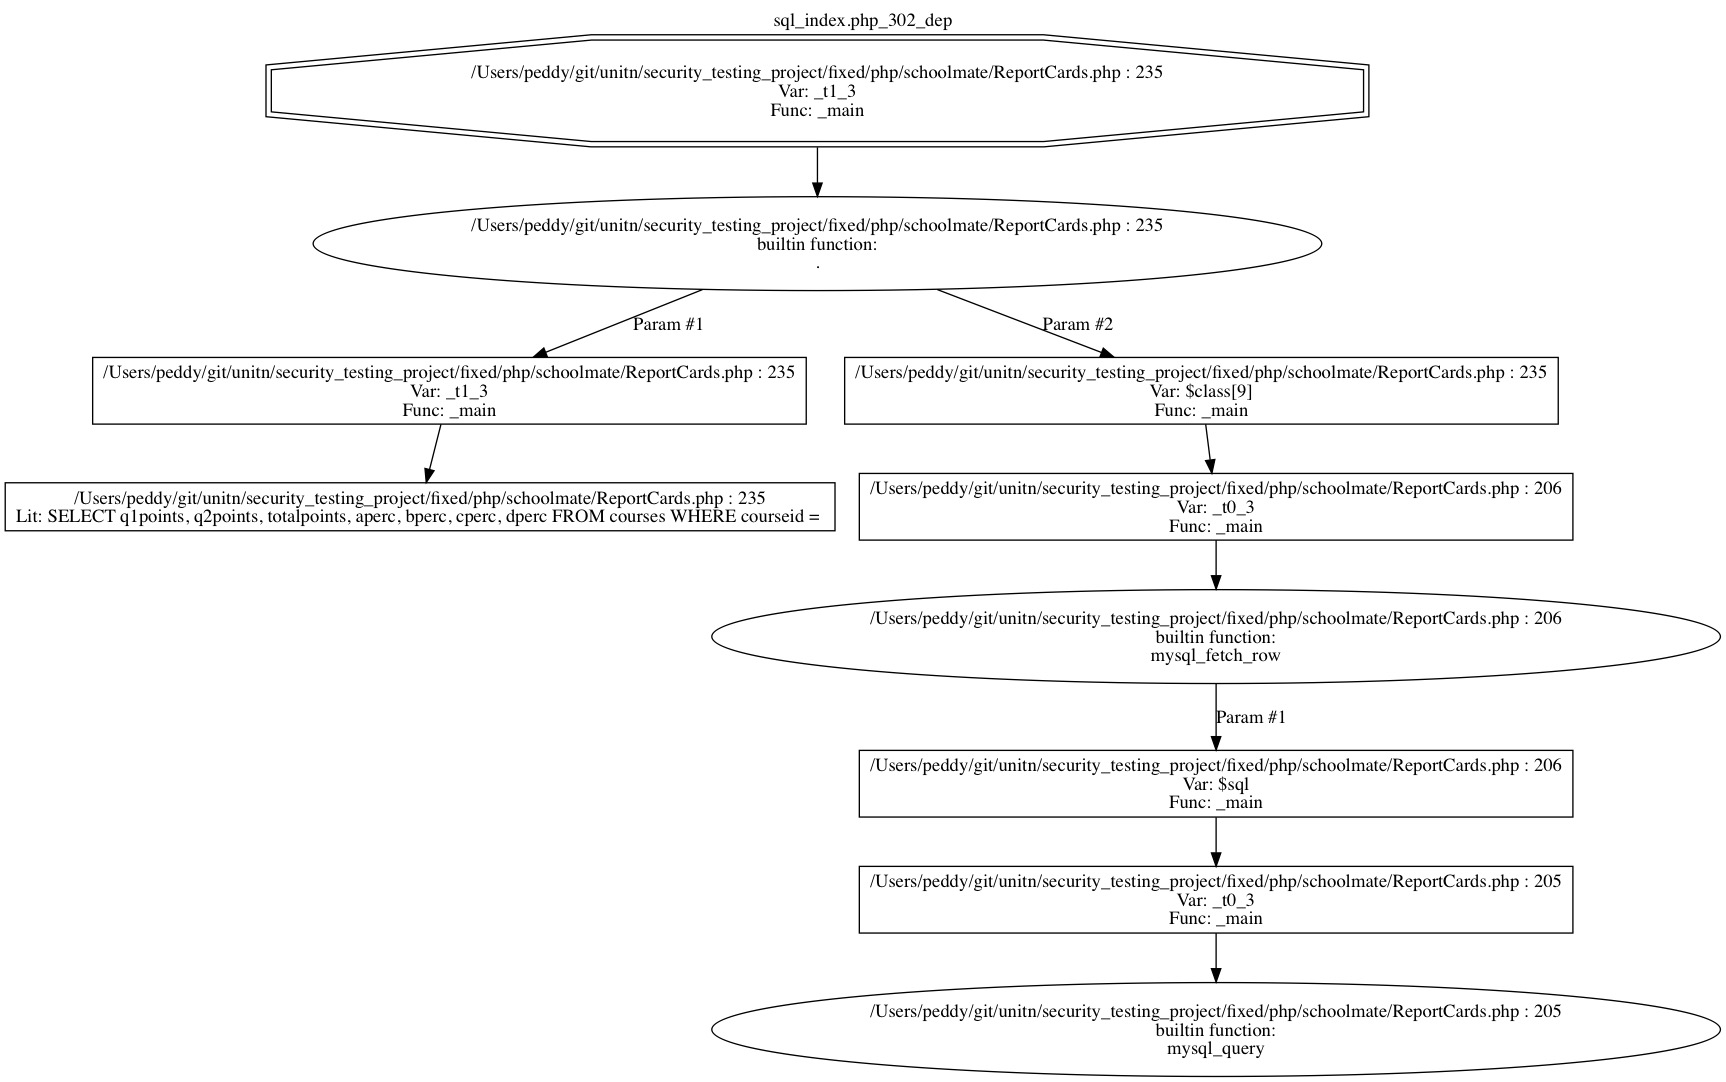 sql_index.php_302_dep
/Users/peddy/git/unitn/security_testing_project/fixed/php/schoolmate/ReportCards.php : 235
Var: _t1_3
Func: _main
/Users/peddy/git/unitn/security_testing_project/fixed/php/schoolmate/ReportCards.php : 235
builtin function:
.
Param #1
Param #2
/Users/peddy/git/unitn/security_testing_project/fixed/php/schoolmate/ReportCards.php : 235
Var: _t1_3
Func: _main
/Users/peddy/git/unitn/security_testing_project/fixed/php/schoolmate/ReportCards.php : 235
Var: $class[9]
Func: _main
/Users/peddy/git/unitn/security_testing_project/fixed/php/schoolmate/ReportCards.php : 235
Lit: SELECT q1points, q2points, totalpoints, aperc, bperc, cperc, dperc FROM courses WHERE courseid =
/Users/peddy/git/unitn/security_testing_project/fixed/php/schoolmate/ReportCards.php : 206
Var: _t0_3
Func: _main
/Users/peddy/git/unitn/security_testing_project/fixed/php/schoolmate/ReportCards.php : 206
builtin function:
mysql_fetch_row
Param #1
/Users/peddy/git/unitn/security_testing_project/fixed/php/schoolmate/ReportCards.php : 206
Var: $sql
Func: _main
/Users/peddy/git/unitn/security_testing_project/fixed/php/schoolmate/ReportCards.php : 205
Var: _t0_3
Func: _main
/Users/peddy/git/unitn/security_testing_project/fixed/php/schoolmate/ReportCards.php : 205
builtin function:
mysql_query